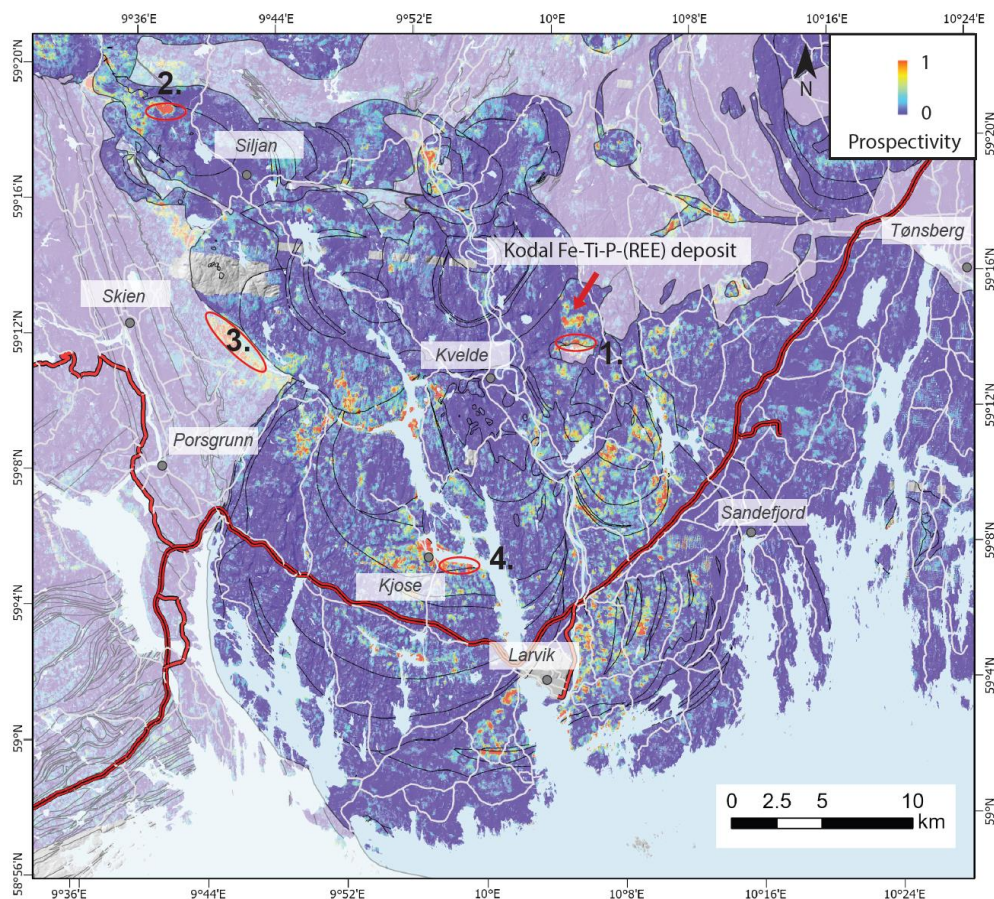 9°36'E 9°44'E 9°52'E 10°0'E 10°8'E 10°16'E 10°24'E
59°20'N
59°16'N
59°12'N
59°8'N
59°4'N
59°N
58°56'N
2.
Siljan
1
0
Prospectivity
N
Kodal Fe-Ti-P-(REE) deposit
Tønsberg
Skien
3.
Kvelde
1.
Porsgrunn
Sandefjord
4.
Kjose
Larvik
0 2.5 5 10
km
59°20'N
59°16'N
59°12'N
59°8'N
59°4'N
59°N
9°36'E 9°44'E 9°52'E 10°0'E 10°8'E 10°16'E 10°24'E